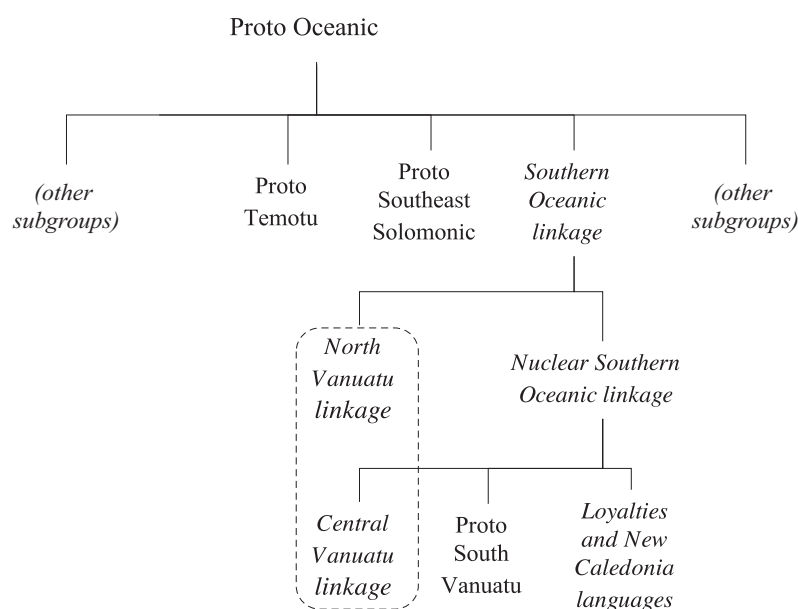 Proto Oceanic
(other
subgroups)
Proto
Temotu
Proto
Southeast
Solomonic
Southern
Oceanic
linkage
(other
subgroups)
North
Vanuatu
linkage
Nuclear Southern
Oceanic linkage
Central
Vanuatu
linkage
Proto
South
Vanuatu
Loyalties
and New
Caledonia
languages